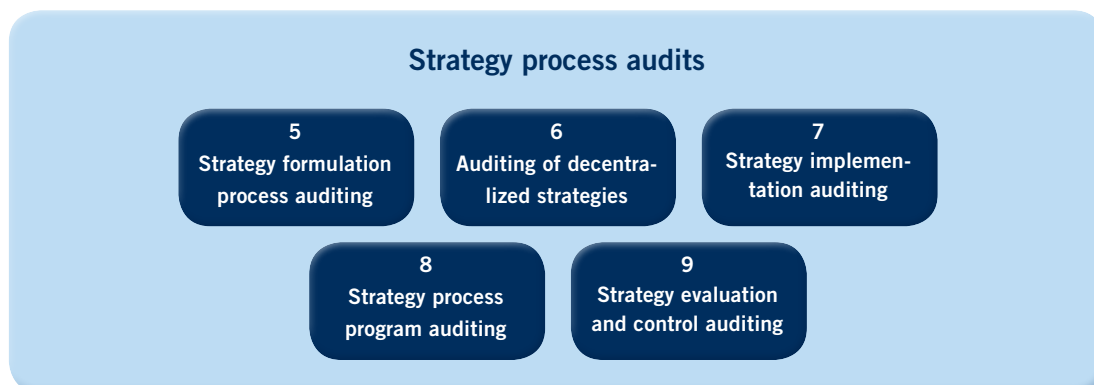 Strategy process audits
5
Strategy formulation
process auditing
6
Auditing of decentra-
lized strategies
7
Strategy implemen-
tation auditing
8
Strategy process
program auditing
9
Strategy evaluation
and control auditing